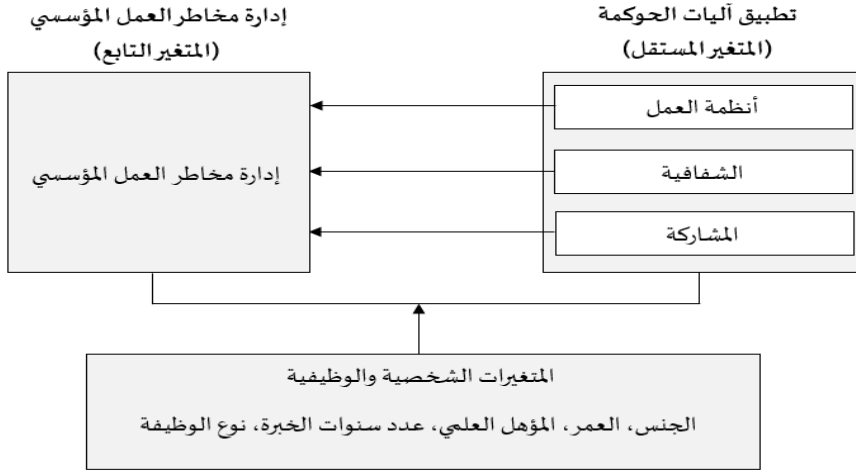 تطبيق آليات الحوكمة
(المتغير المستقل)
إدارة مخاطر العمل المؤسسي
(المتغير التابع)
أنظمة العمل
الشفافية
المشاركة
إدارة مخاطر العمل المؤسسي
المتغيرات الشخصية والوظيفية
الجنس، العمر، المؤهل العلمي، عدد سنوات الخبرة، نوع الوظيفة